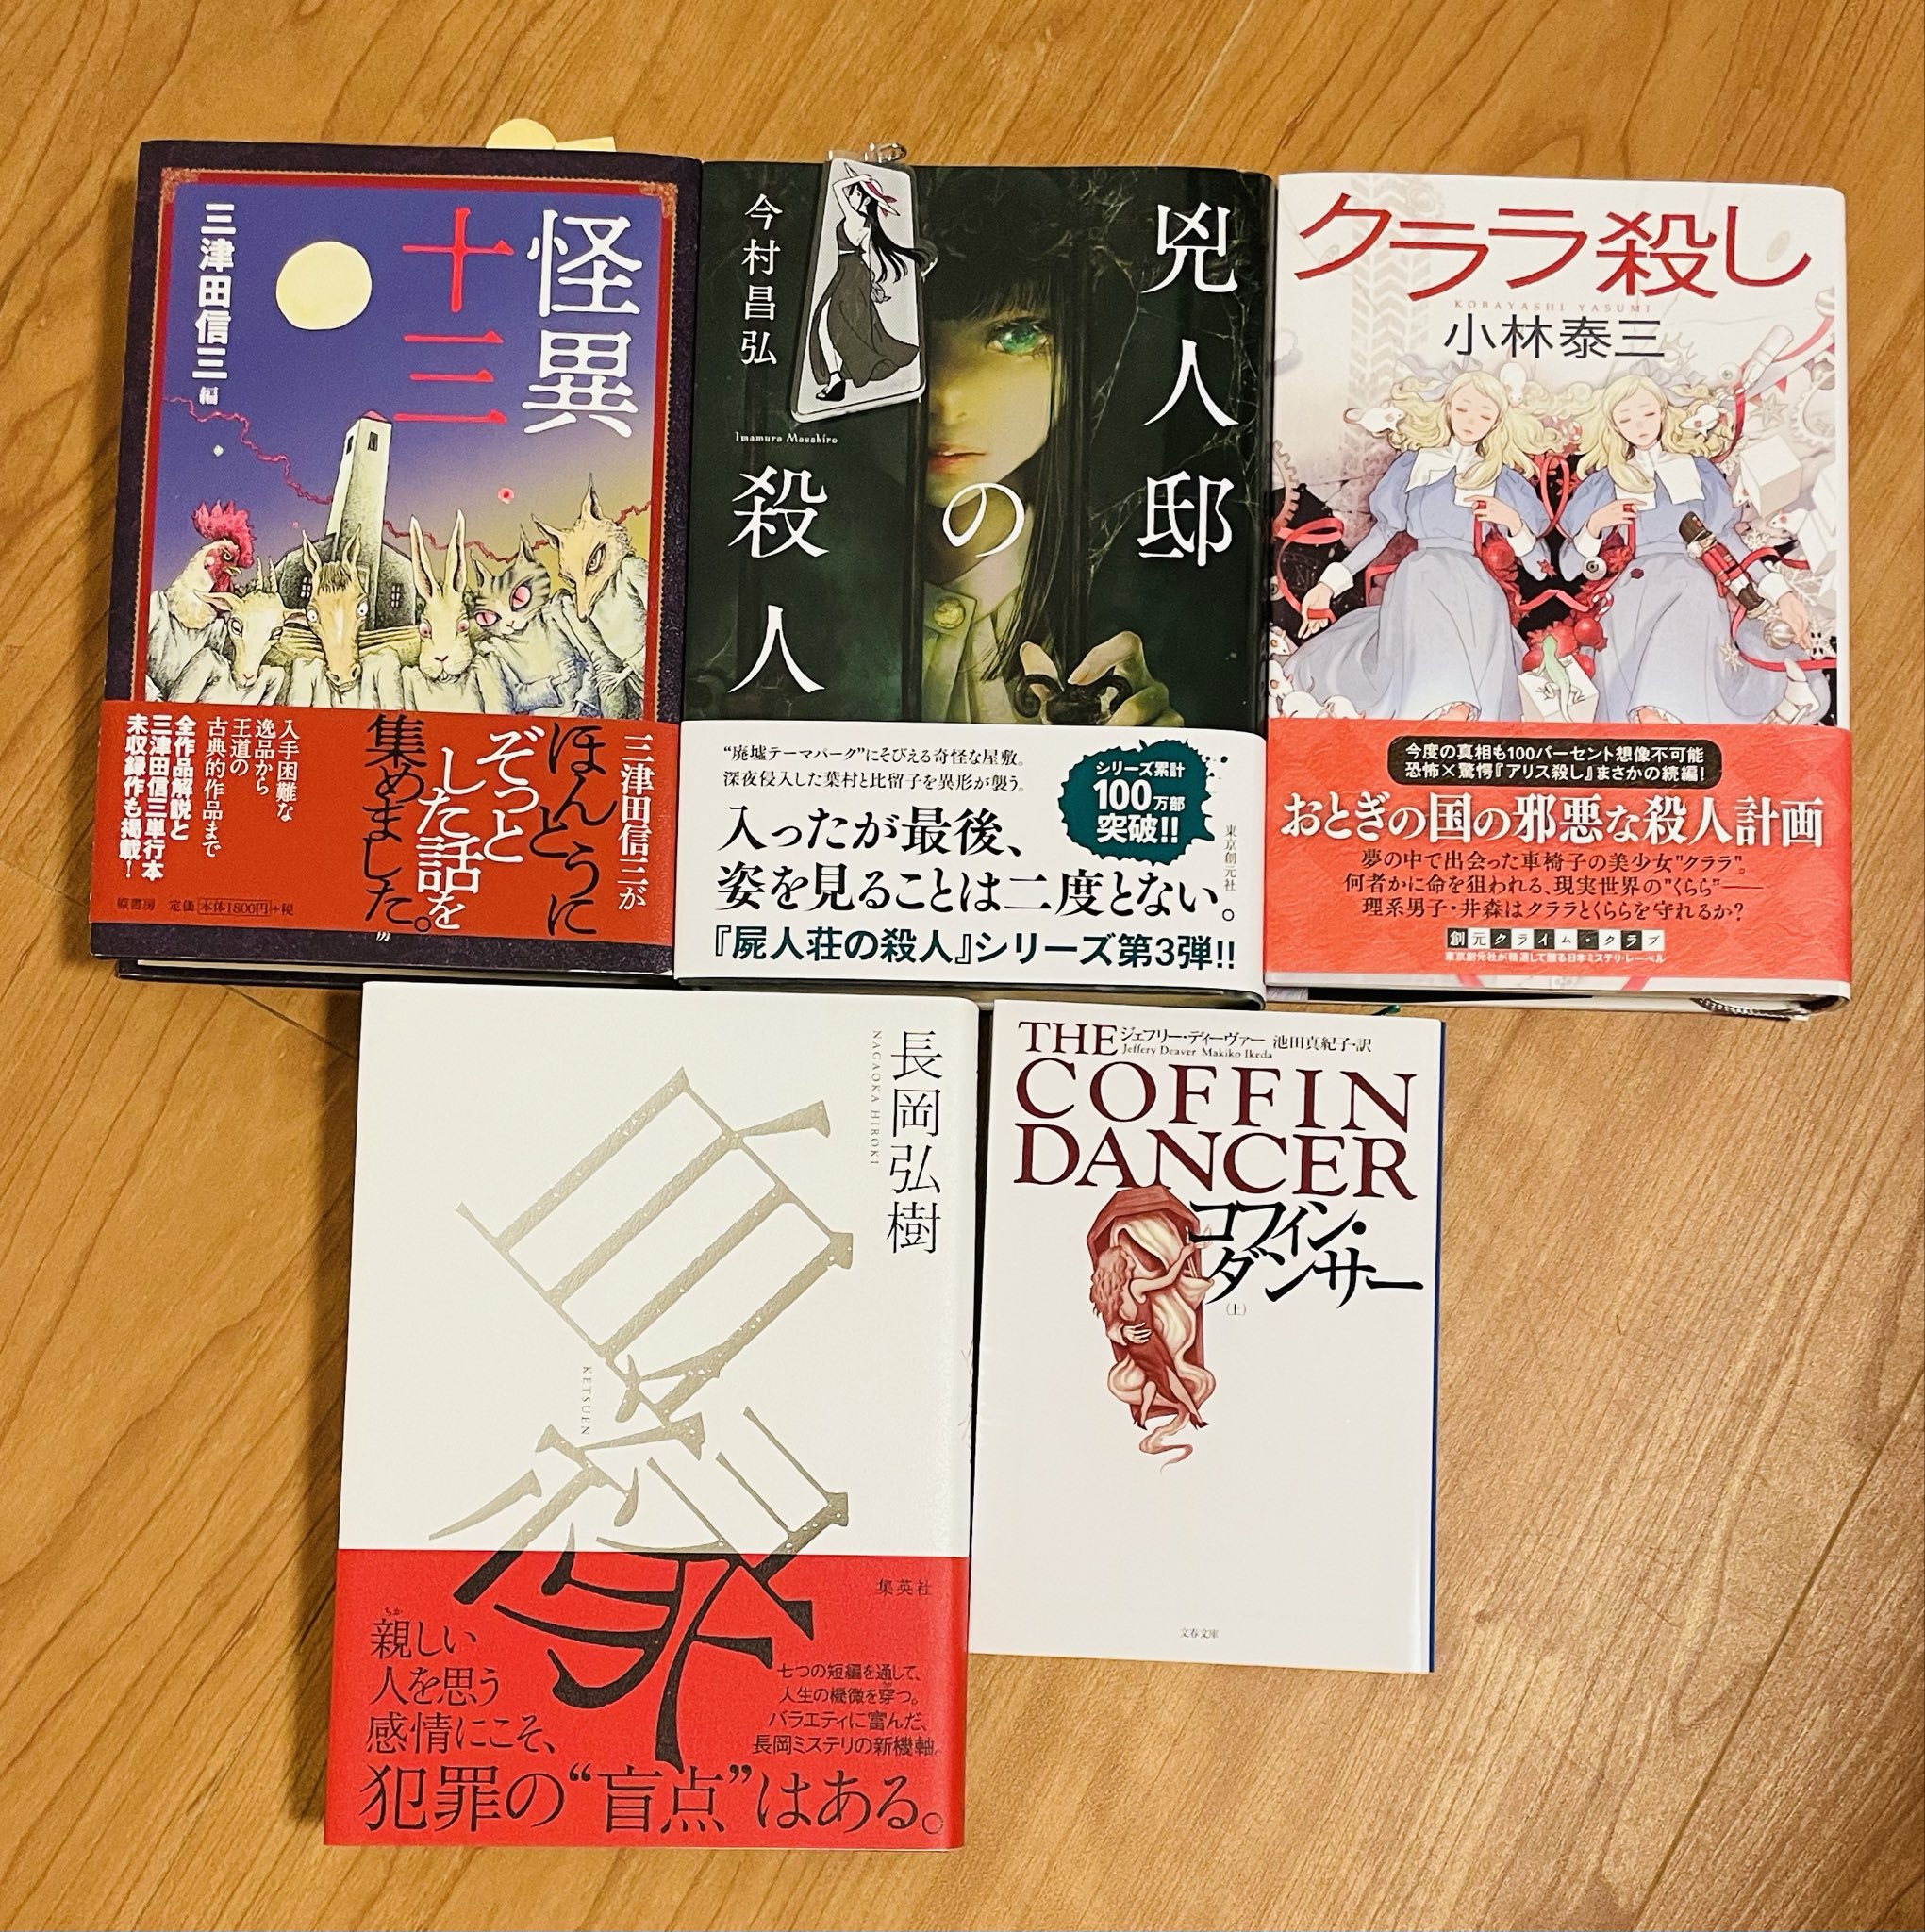 怪異
十三
三津田信三 編
三津田信三が
ほんとうに
ぞっと
した話を
集めました。
入手困難な
逸品から
王道の
古典的作品まで
全作品解説と
三津田信三単行本
未収録作も掲載!
原書房 定価 本体1800円+税
兇人邸
の
殺人
今村昌弘
Imamura Masahiro
“廃墟テーマパーク”にそびえる奇怪な屋敷。
深夜侵入した葉村と比留子を異形が襲う。
シリーズ累計
100万部
突破!!
入ったが最後、
姿を見ることは二度とない。
『屍人荘の殺人』シリーズ第3弾!!
東京創元社
クララ殺し
KOBAYASHI YASUMI
小林泰三
今度の真相も100パーセント想像不可能
恐怖×驚愕『アリス殺し』まさかの続編!
おとぎの国の邪悪な殺人計画
夢の中で出会った車椅子の美少女"クララ"。
何者かに命を狙われる、現実世界の"くらら"――
理系男子・井森はクララとくららを守れるか?
創元クライム・クラブ
東京創元社が精選して贈る日本ミステリ・レーベル
長岡弘樹
NAGAOKA HIROKI
血縁
KETSUEN
集英社
親しい
人を思う
感情にこそ、
犯罪の“盲点”はある。
七つの短編を通して、
人生の機微を穿つ。
バラエティに富んだ、
長岡ミステリの新機軸。
THE
ジェフリー・ディーヴァー 池田真紀子・訳
Jeffery Deaver Makiko Ikeda
COFFIN
DANCER
コフィン・
ダンサー
(上)
文春文庫